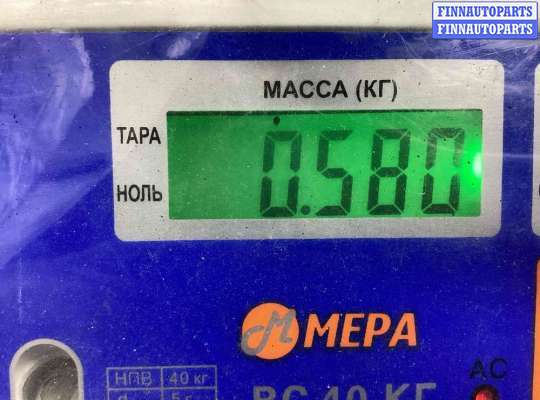 FINNAUTOPARTS
FINNAUTOPARTS
МАССА (КГ)
ТАРА
НОЛЬ
0.580
МЕРА
НПВ 40 кг
AC